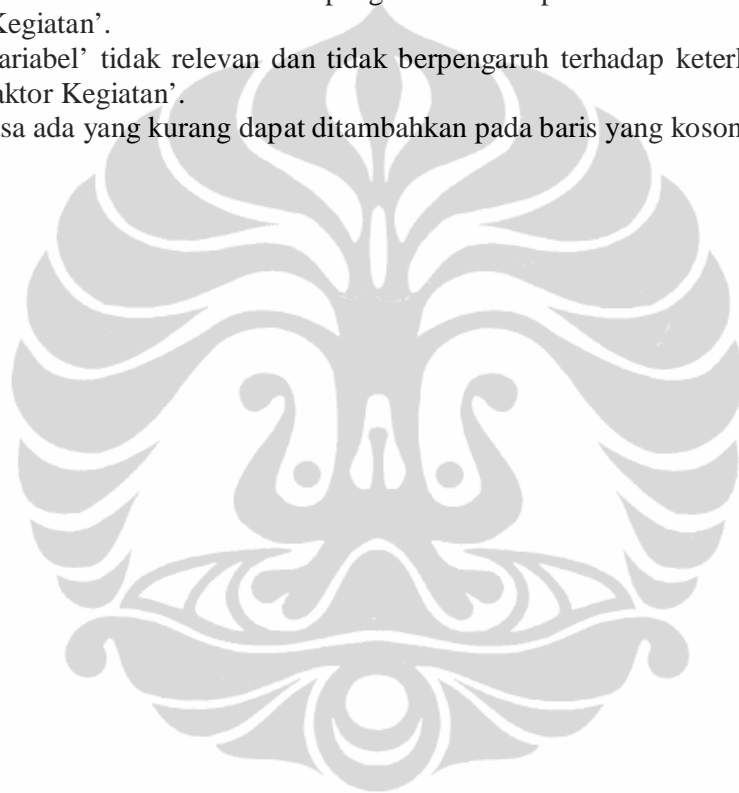 Kegiatan’.
ariabel’ tidak relevan dan tidak berpengaruh terhadap keterl
aktor Kegiatan’.
sa ada yang kurang dapat ditambahkan pada baris yang koson